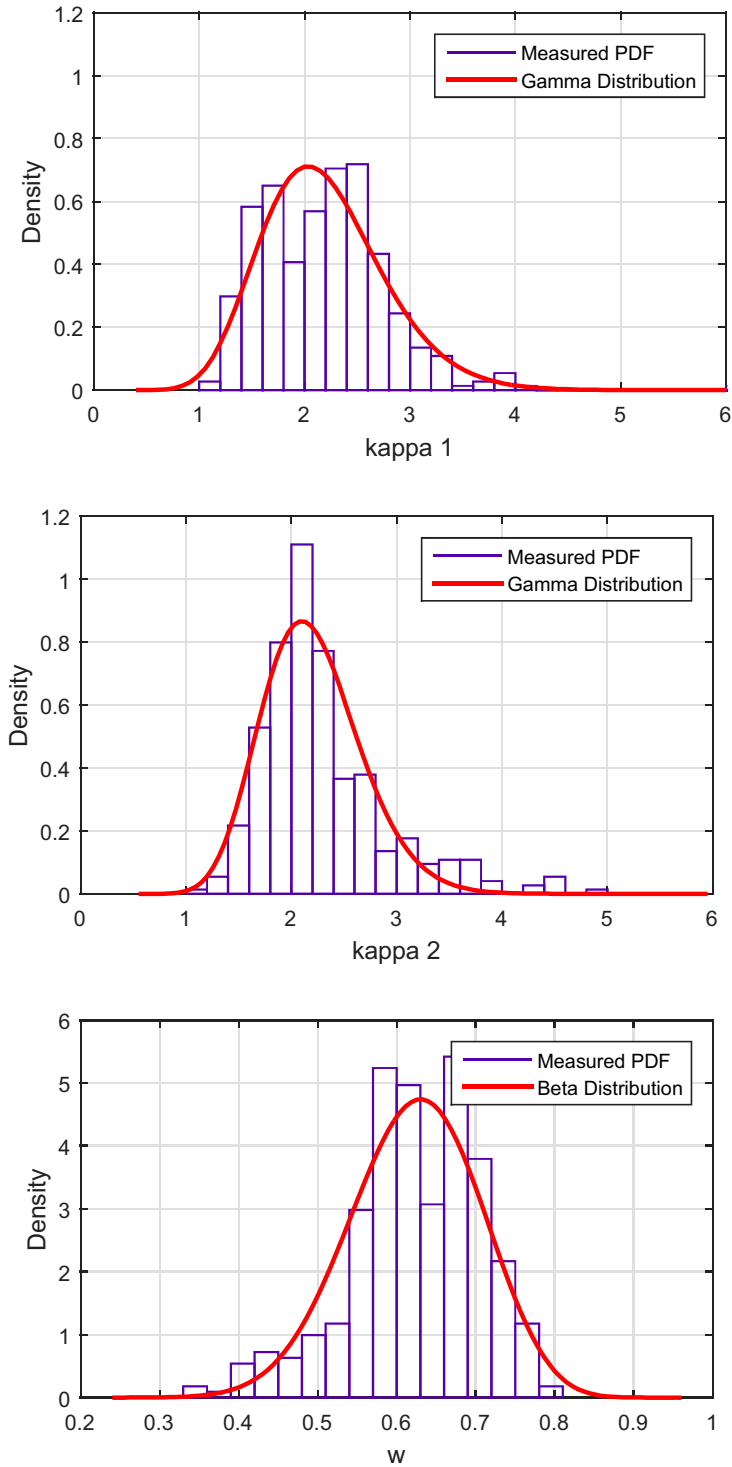 1.2
1
0.8
0.6
0.4
0.2
0
Density
Measured PDF
Gamma Distribution
0 1 2 3 4 5 6
kappa 1
1.2
1
0.8
0.6
0.4
0.2
0
Density
Measured PDF
Gamma Distribution
0 1 2 3 4 5 6
kappa 2
6
5
4
3
2
1
0
Density
Measured PDF
Beta Distribution
0.2 0.3 0.4 0.5 0.6 0.7 0.8 0.9 1
w